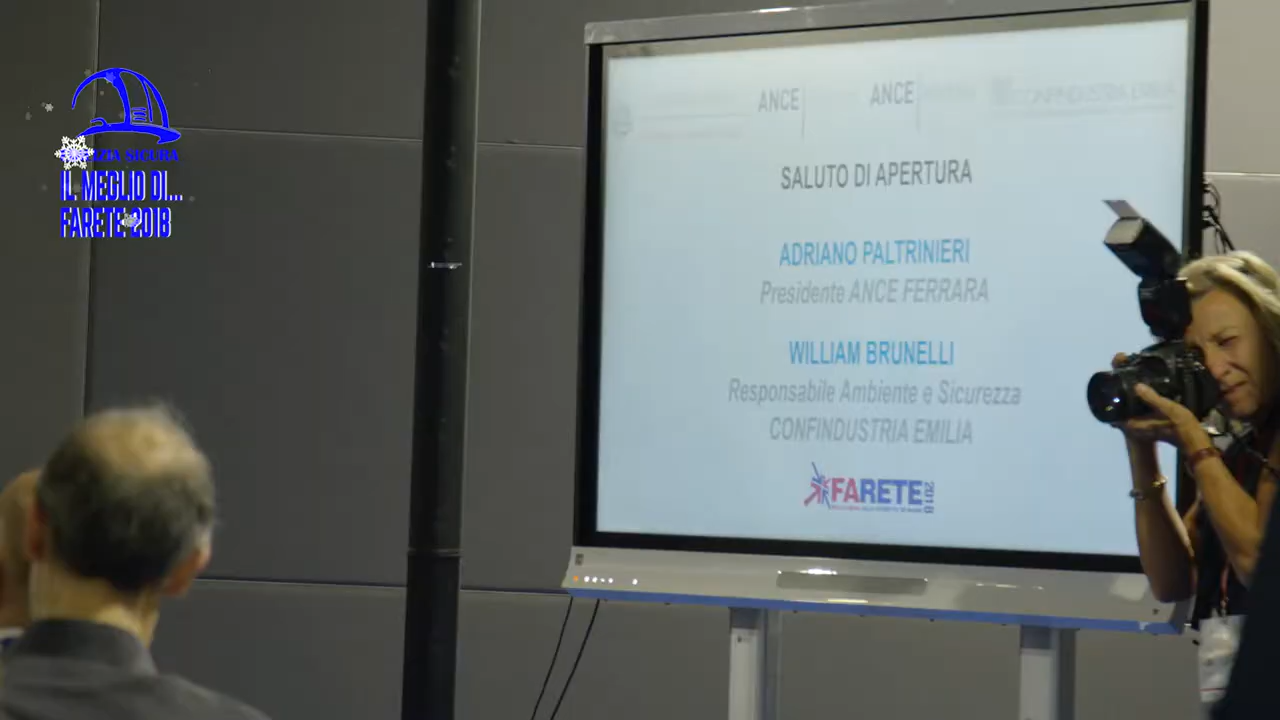 IL MEGLIO DI...
FARETE 2018
ANCE
ANCE
SALUTO DI APERTURA
ADRIANO PALTRINIERI
Presidente ANCE FERRARA
WILLIAM BRUNELLI
Responsabile Ambiente e Sicurezza
CONFINDUSTRIA EMILIA
FARETE 2018